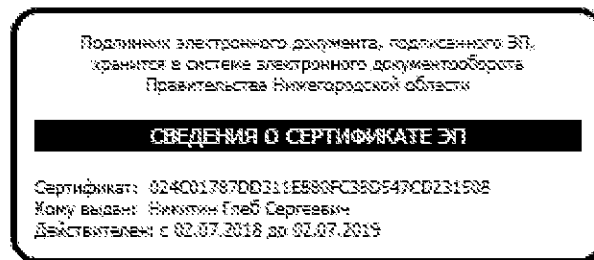 Подлинник электронного документа, подписанного ЭП,
хранится в системе электронного документооборота
Правительства Нижегородской области
СВЕДЕНИЯ О СЕРТИФИКАТЕ ЭП
Сертификат:
Кому выдан: Никитин Глеб Сергеевич
Действителен: с 02.07.2018 до 02.07.2019